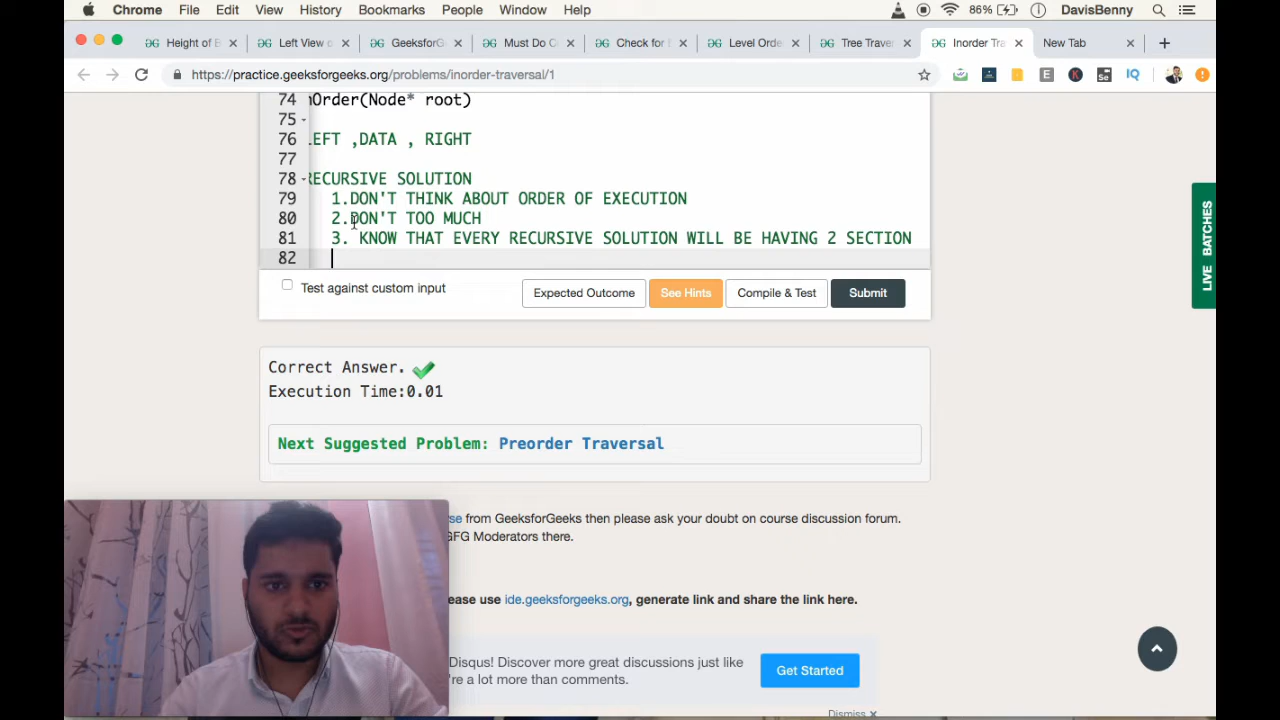 Chrome File Edit View History Bookmarks People Window Help 86% DavisBenny
Height of B Left View o GeeksforG Must Do C Check for Level Orde Tree Traver Inorder Tra New Tab
https://practice.geeksforgeeks.org/problems/inorder-traversal/1
74 nOrder(Node* root)
75
76 LEFT ,DATA , RIGHT
77
78 RECURSIVE SOLUTION
79 1.DON'T THINK ABOUT ORDER OF EXECUTION
80 2.DON'T TOO MUCH
81 3. KNOW THAT EVERY RECURSIVE SOLUTION WILL BE HAVING 2 SECTION
82
Test against custom input Expected Outcome See Hints Compile & Test Submit
LIVE BATCHES
Correct Answer.
Execution Time:0.01
Next Suggested Problem: Preorder Traversal
se from GeeksforGeeks then please ask your doubt on course discussion forum.
GFG Moderators there.
ease use ide.geeksforgeeks.org, generate link and share the link here.
Disqus! Discover more great discussions just like
're a lot more than comments.
Get Started
Dismiss ×